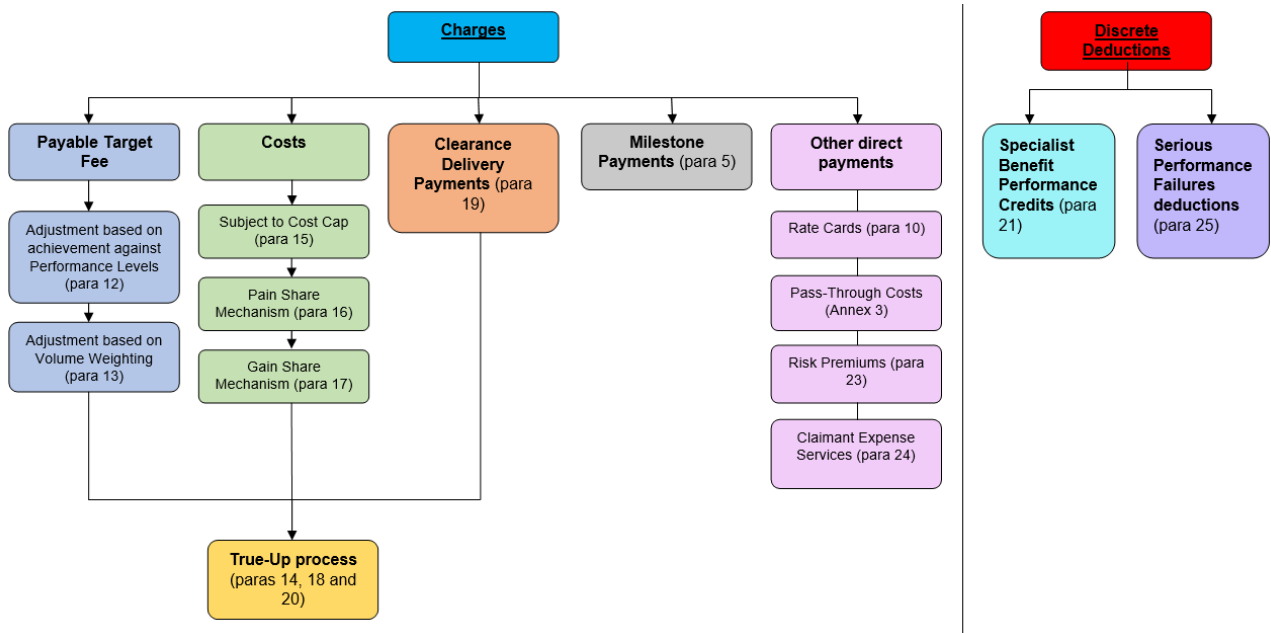 Charges
Discrete
Deductions
Payable Target
Fee
Costs
Clearance
Delivery
Payments (para
19)
Milestone
Payments (para 5)
Other direct
payments
Specialist
Benefit
Performance
Credits (para
21)
Serious
Performance
Failures
deductions
(para 25)
Adjustment based on
achievement against
Performance Levels
(para 12)
Adjustment based on
Volume Weighting
(para 13)
Subject to Cost Cap
(para 15)
Pain Share
Mechanism (para 16)
Gain Share
Mechanism (para 17)
Rate Cards (para 10)
Pass-Through Costs
(Annex 3)
Risk Premiums (para
23)
Claimant Expense
Services (para 24)
True-Up process
(paras 14, 18 and
20)